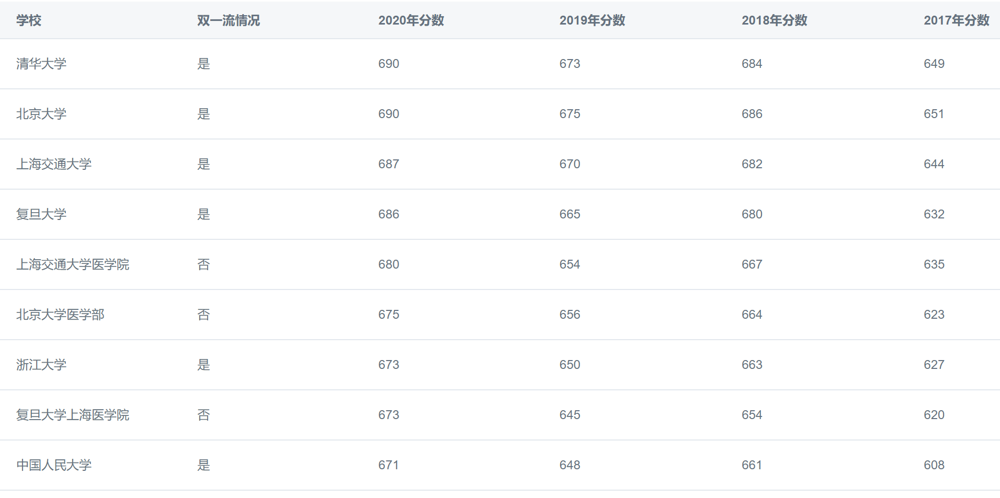 学校 双一流情况 2020年分数 2019年分数 2018年分数 2017年分数
清华大学 是 690 673 684 649
北京大学 是 690 675 686 651
上海交通大学 是 687 670 682 644
复旦大学 是 686 665 680 632
上海交通大学医学院 否 680 654 667 635
北京大学医学部 否 675 656 664 623
浙江大学 是 673 650 663 627
复旦大学上海医学院 否 673 645 654 620
中国人民大学 是 671 648 661 608